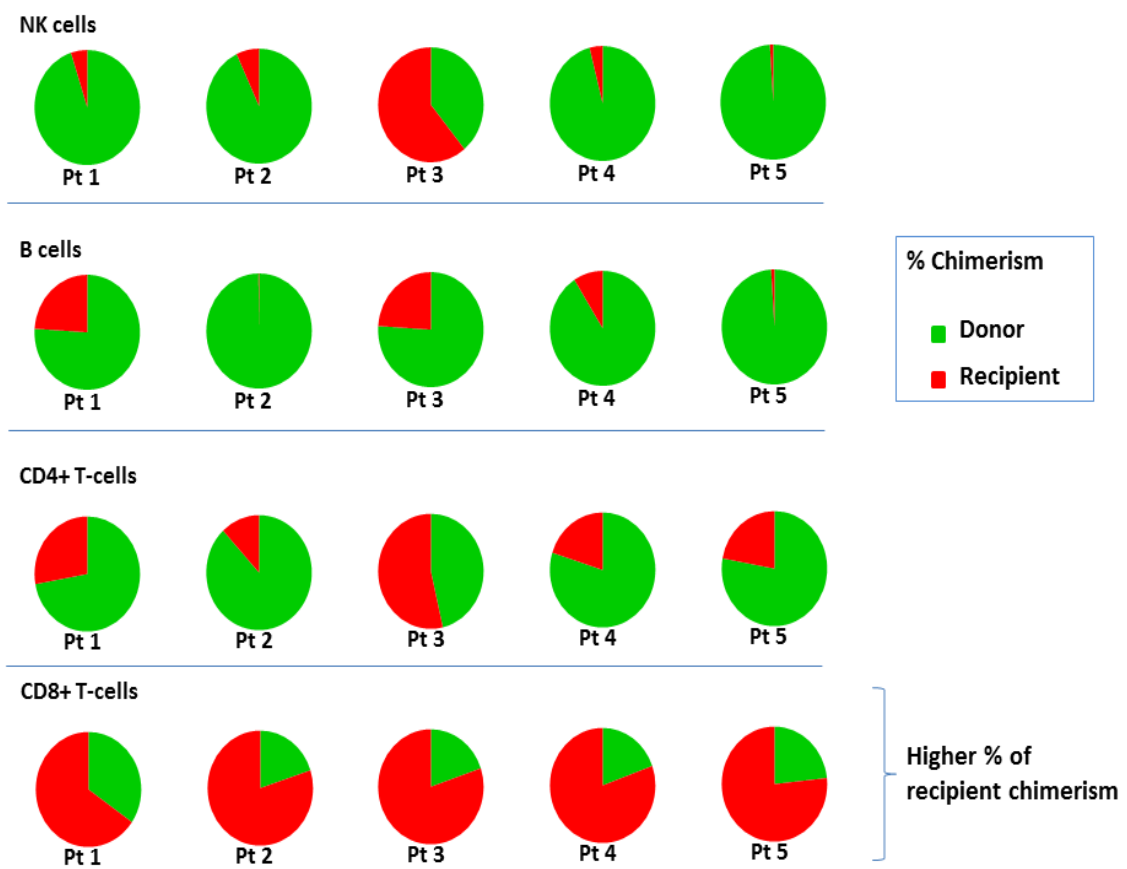 NK cells
Pt 1
Pt 2
Pt 3
Pt 4
Pt 5
B cells
Pt 1
Pt 2
Pt 3
Pt 4
Pt 5
% Chimerism
Donor
Recipient
CD4+ T-cells
Pt 1
Pt 2
Pt 3
Pt 4
Pt 5
CD8+ T-cells
Pt 1
Pt 2
Pt 3
Pt 4
Pt 5
Higher % of
recipient chimerism